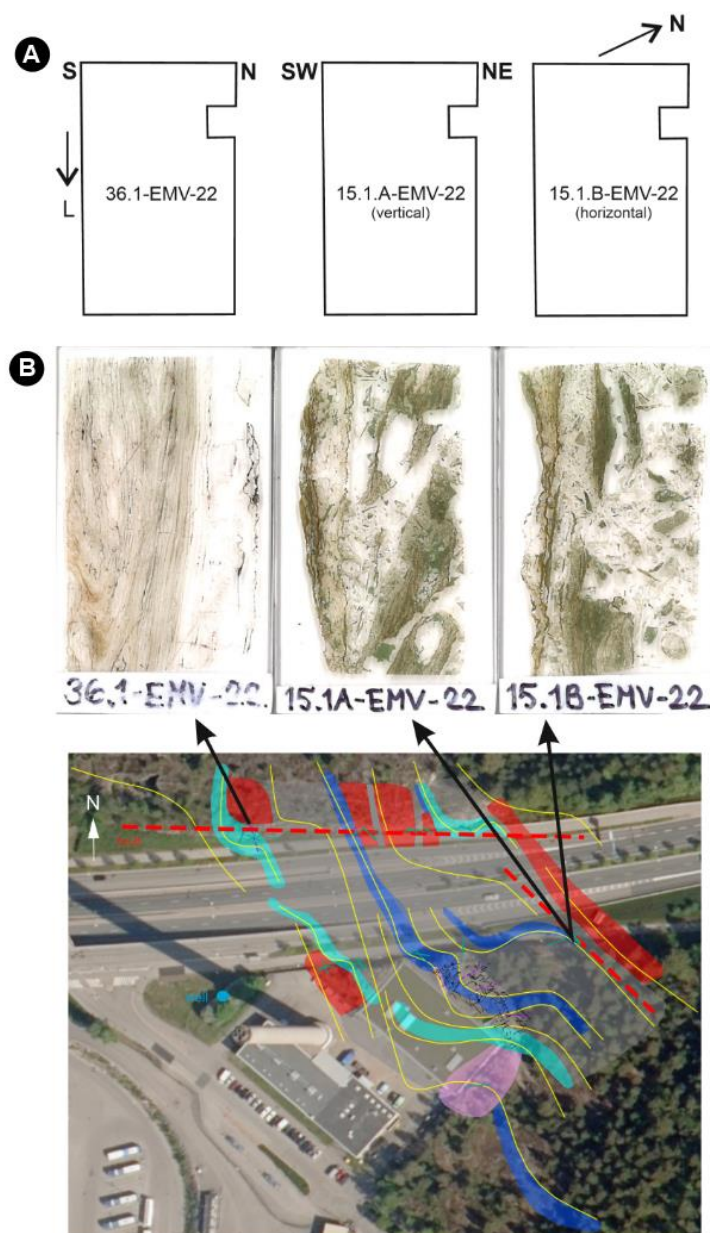 A
S N SW NE N
L
36.1-EMV-22 15.1.A-EMV-22 15.1.B-EMV-22
(vertical) (horizontal)
B
36.1-EMV-22 15.1A-EMV-22 15.1B-EMV-22
N
well